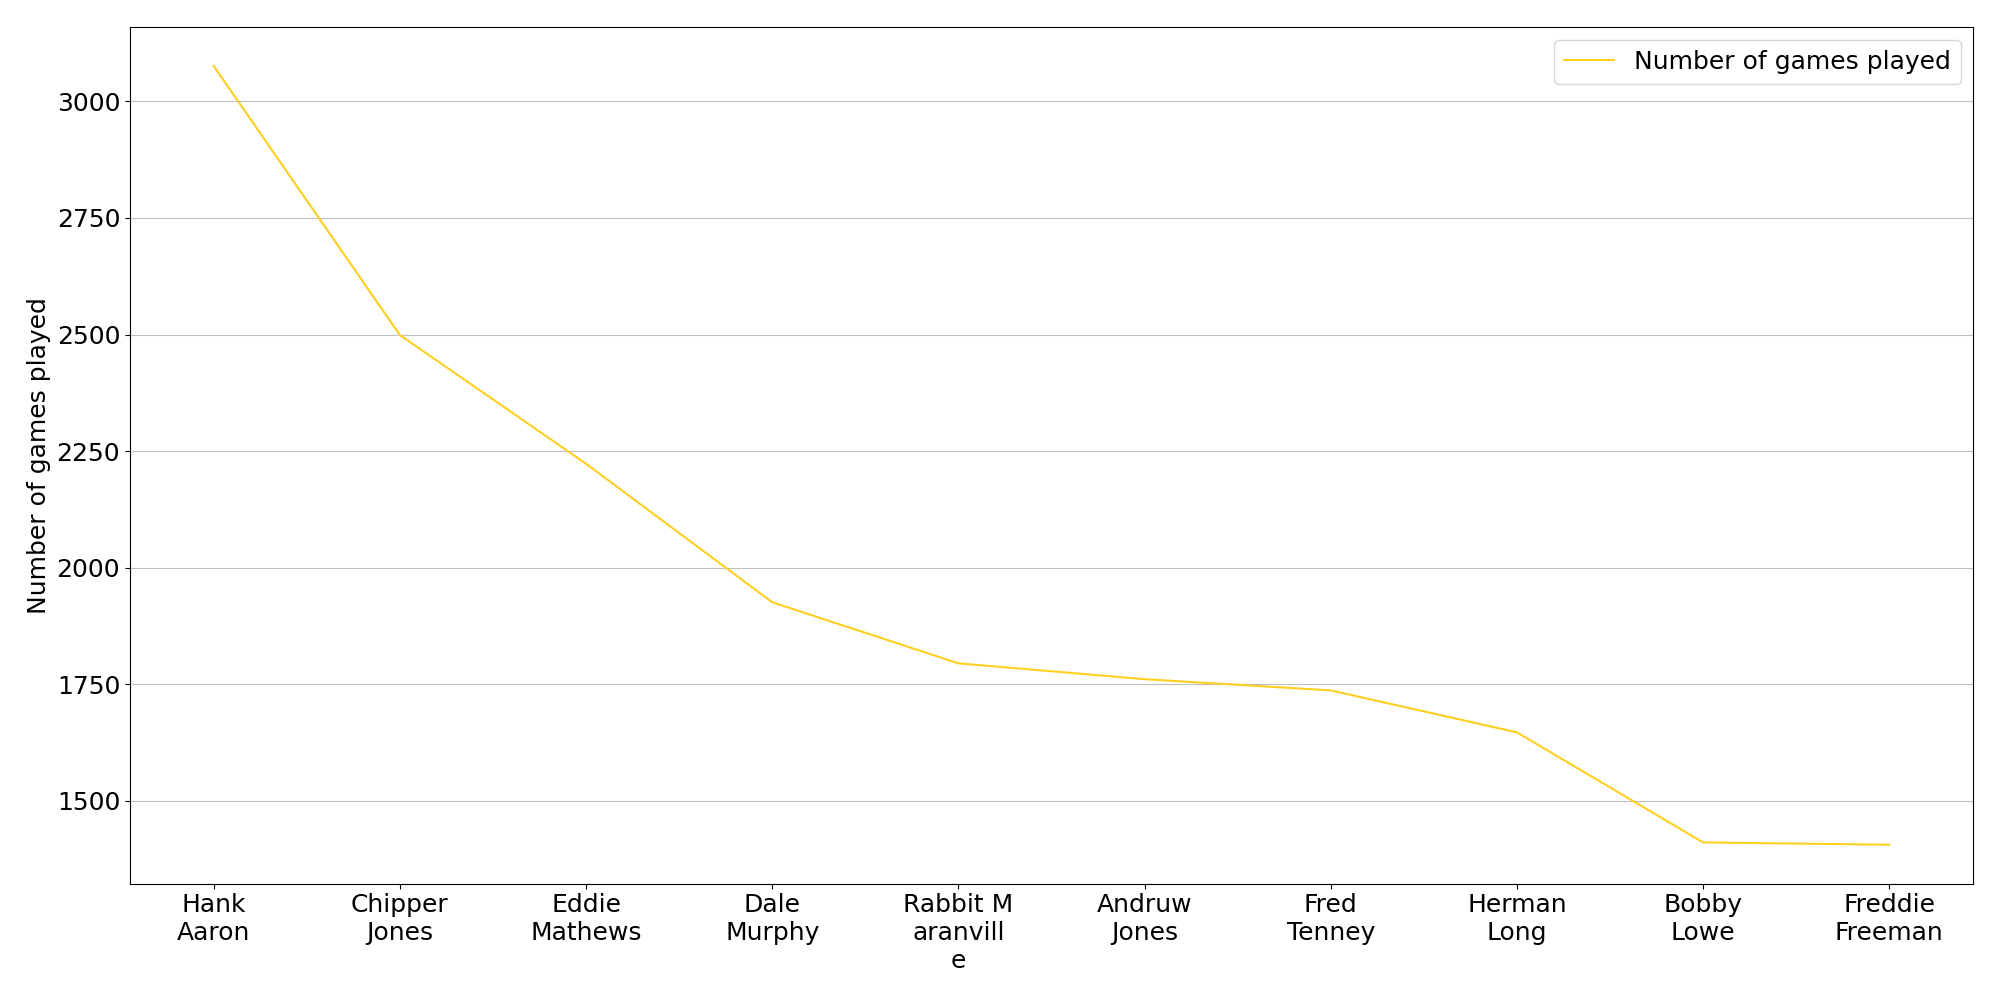 Number of games played
3000
2750
2500
2250
2000
1750
1500
Number of games played
Hank
Aaron
Chipper
Jones
Eddie
Mathews
Dale
Murphy
Rabbit M
aranvill
e
Andruw
Jones
Fred
Tenney
Herman
Long
Bobby
Lowe
Freddie
Freeman